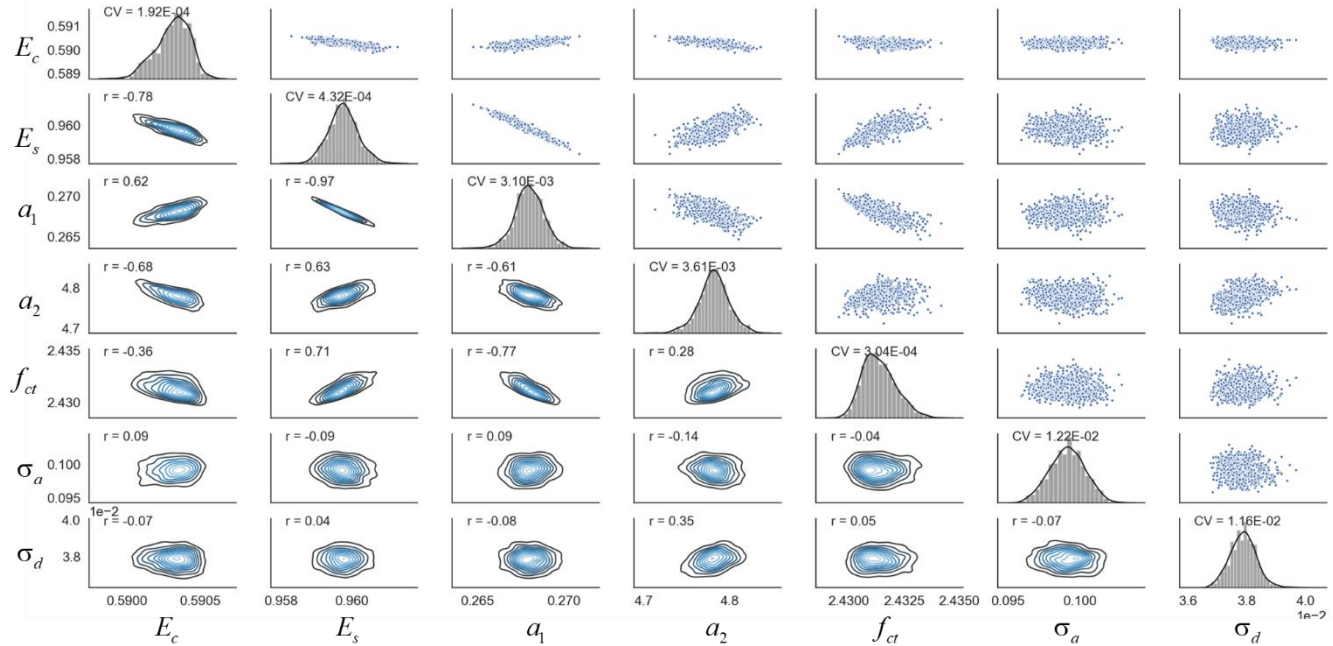 0.591
CV = 1.92E-04
E_c
0.590
0.589
r = -0.78
CV = 4.32E-04
E_s
0.960
0.958
r = 0.62
r = -0.97
CV = 3.10E-03
a_1
0.270
0.265
r = -0.68
r = 0.63
r = -0.61
CV = 3.61E-03
a_2
4.8
4.7
r = -0.36
r = 0.71
r = -0.77
r = 0.28
CV = 3.04E-04
f_ct
2.435
2.430
r = 0.09
r = -0.09
r = 0.09
r = -0.14
r = -0.04
CV = 1.22E-02
σ_a
0.100
0.095
1e-2
r = -0.07
r = 0.04
r = -0.08
r = 0.35
r = 0.05
r = -0.07
CV = 1.16E-02
σ_d
4.0
3.8
0.5900 0.5905 0.958 0.960 0.265 0.270 4.7 4.8 2.4300 2.4325 2.4350 0.095 0.100 3.6 3.8 4.0
1e-2
E_c E_s a_1 a_2 f_ct σ_a σ_d